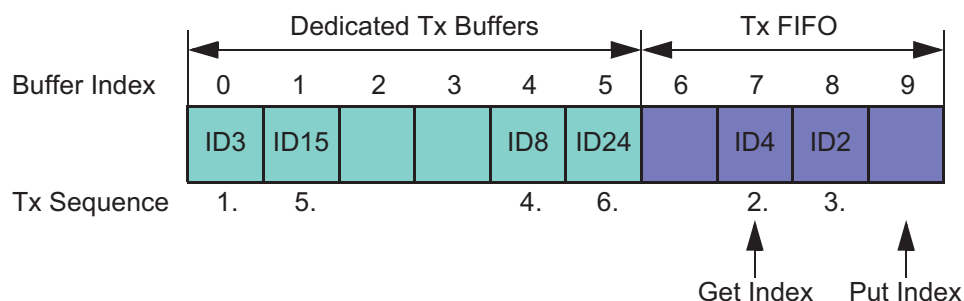 Dedicated Tx Buffers Tx FIFO
Buffer Index 0 1 2 3 4 5 6 7 8 9
ID3 ID15 ID8 ID24 ID4 ID2
Tx Sequence 1. 5. 4. 6. 2. 3.
Get Index Put Index